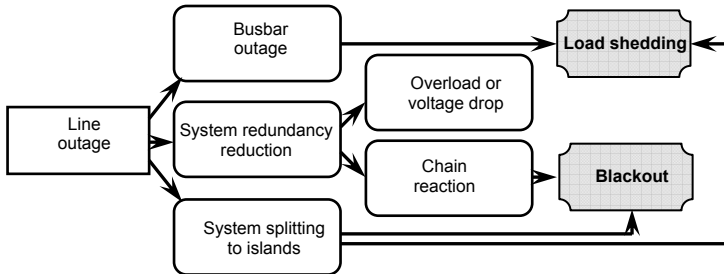 Busbar
outage
Load shedding
Overload or
voltage drop
Line
outage
System redundancy
reduction
Chain
reaction
Blackout
System splitting
to islands